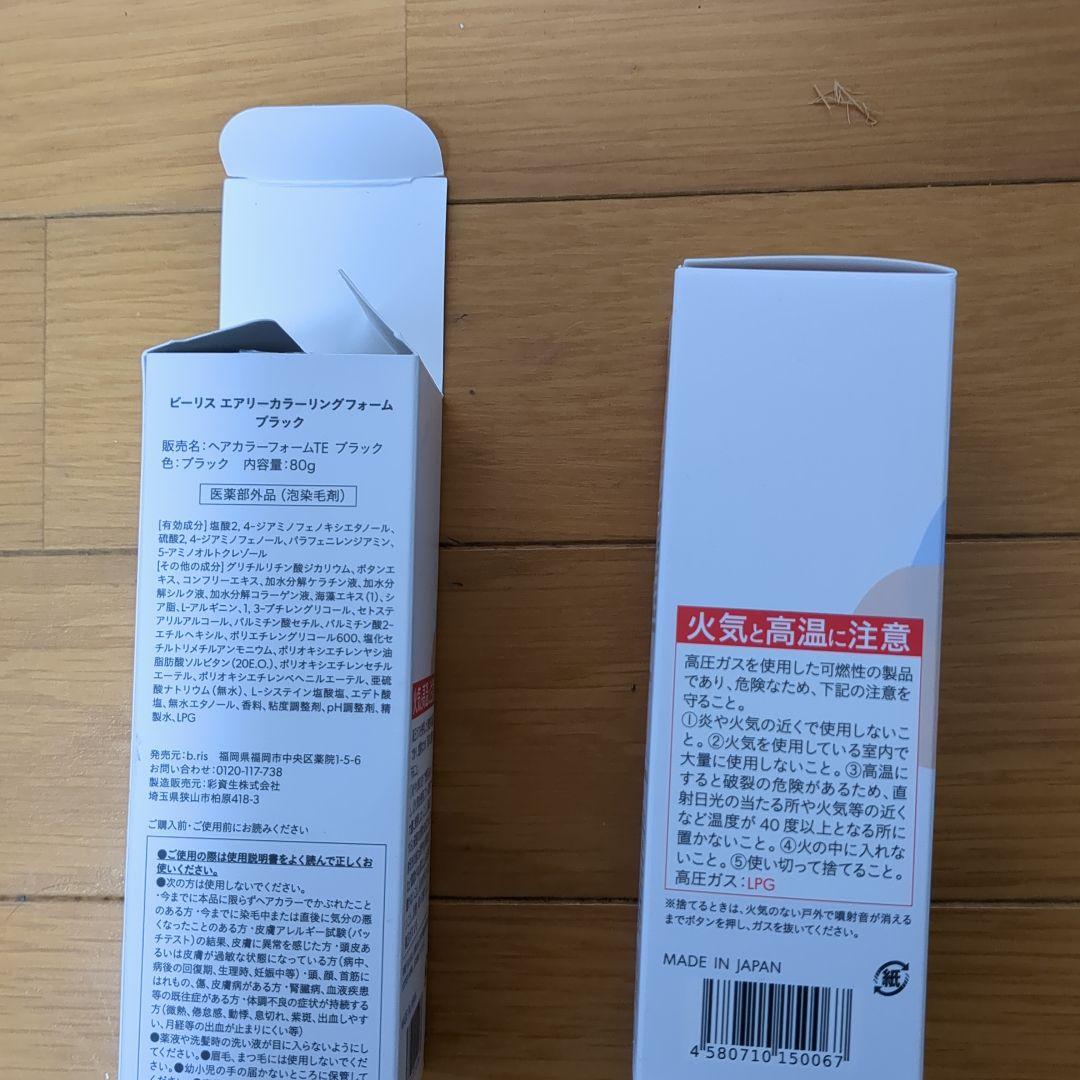 ビーリス エアリーカラーリングフォーム
ブラック
販売名:ヘアカラーフォームTE ブラック
色:ブラック 内容量:80g
医薬部外品(泡染毛剤)
[有効成分]塩酸2, 4-ジアミノフェノキシエタノール、
硫酸2, 4-ジアミノフェノール、パラフェニレンジアミン、
5-アミノオルトクレゾール
[その他の成分]グリチルリチン酸ジカリウム、ボタンエ
キス、コンフリーエキス、加水分解ケラチン液、加水分
解シルク液、加水分解コラーゲン液、海藻エキス(1)、シ
ア脂、L-アルギニン、1, 3-ブチレングリコール、セトステ
アリルアルコール、パルミチン酸セチル、パルミチン酸2-
エチルヘキシル、ポリエチレングリコール600、塩化セ
チルトリメチルアンモニウム、ポリオキシエチレンヤシ油
脂肪酸ソルビタン(20E.O.)、ポリオキシエチレンセチル
エーテル、ポリオキシエチレンベヘニルエーテル、亜硫
酸ナトリウム(無水)、L-システイン塩酸塩、エデト酸
塩、無水エタノール、香料、粘度調整剤、pH調整剤、精
製水、LPG
発売元:b.ris 福岡県福岡市中央区薬院1-5-6
お問い合わせ:0120-117-738
製造販売元:彩資生株式会社
埼玉県狭山市柏原418-3
ご購入前・ご使用前にお読みください
●ご使用の際は使用説明書をよく読んで正しくお
使いください。
●次の方は使用しないでください。
・今までに本品に限らずヘアカラーでかぶれたこと
のある方・今までに染毛中または直後に気分の悪
くなったことのある方・皮膚アレルギー試験(パッ
チテスト)の結果、皮膚に異常を感じた方・頭皮あ
るいは皮膚が過敏な状態になっている方(病中、
病後の回復期、生理時、妊娠中等)・頭、顔、首筋に
はれもの、傷、皮膚病がある方・腎臓病、血液疾患
等の既往症がある方・体調不良の症状が持続する
方(微熱、倦怠感、動悸、息切れ、紫斑、出血しやす
い、月経等の出血が止まりにくい等)
●薬液や洗髪時の洗い液が目に入らないようにし
てください。●眉毛、まつ毛には使用しないでくだ
さい。●幼小児の手の届かないところに保管して
火気と高温に注意
高圧ガスを使用した可燃性の製品
であり、危険なため、下記の注意を
守ること。
①炎や火気の近くで使用しないこ
と。②火気を使用している室内で
大量に使用しないこと。③高温に
すると破裂の危険があるため、直
射日光の当たる所や火気等の近く
など温度が 40 度以上となる所に
置かないこと。④火の中に入れな
いこと。⑤使い切って捨てること。
高圧ガス:LPG
※捨てるときは、火気のない戸外で噴射音が消える
までボタンを押し、ガスを抜いてください。
MADE IN JAPAN
紙
4 580710 150067